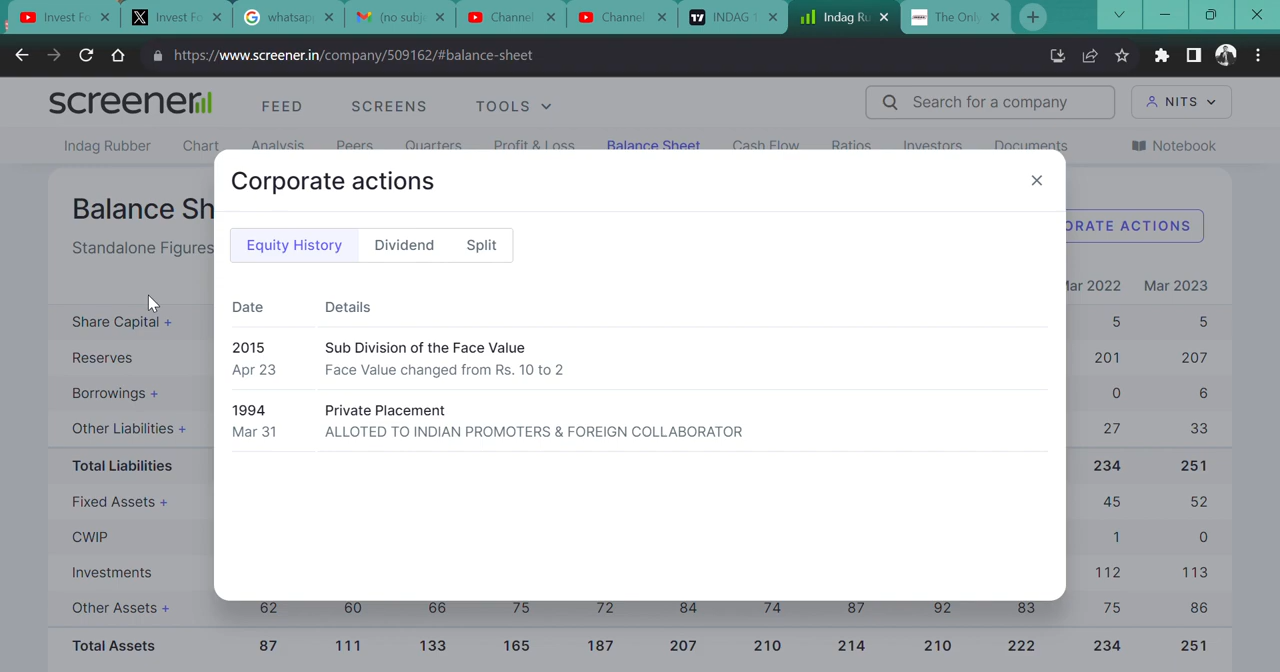 Invest Fo
Invest Fo
whatsapp
(no subje
Channel
Channel
INDAG 1
Indag Ru
The Only
https://www.screener.in/company/509162/#balance-sheet
screener
FEED
SCREENS
TOOLS
Search for a company
NITS
Indag Rubber
Chart
Analysis
Peers
Quarters
Profit & Loss
Balance Sheet
Cash Flow
Ratios
Investors
Documents
Notebook
Balance Sh
Standalone Figures
ORATE ACTIONS
Corporate actions
Equity History
Dividend
Split
Date Details
2015 Sub Division of the Face Value
Apr 23 Face Value changed from Rs. 10 to 2
1994 Private Placement
Mar 31 ALLOTED TO INDIAN PROMOTERS & FOREIGN COLLABORATOR
Mar 2022 Mar 2023
Share Capital + 5 5
Reserves 201 207
Borrowings + 0 6
Other Liabilities + 27 33
Total Liabilities 234 251
Fixed Assets + 45 52
CWIP 1 0
Investments 112 113
Other Assets + 62 60 66 75 72 84 74 87 92 83 75 86
Total Assets 87 111 133 165 187 207 210 214 210 222 234 251